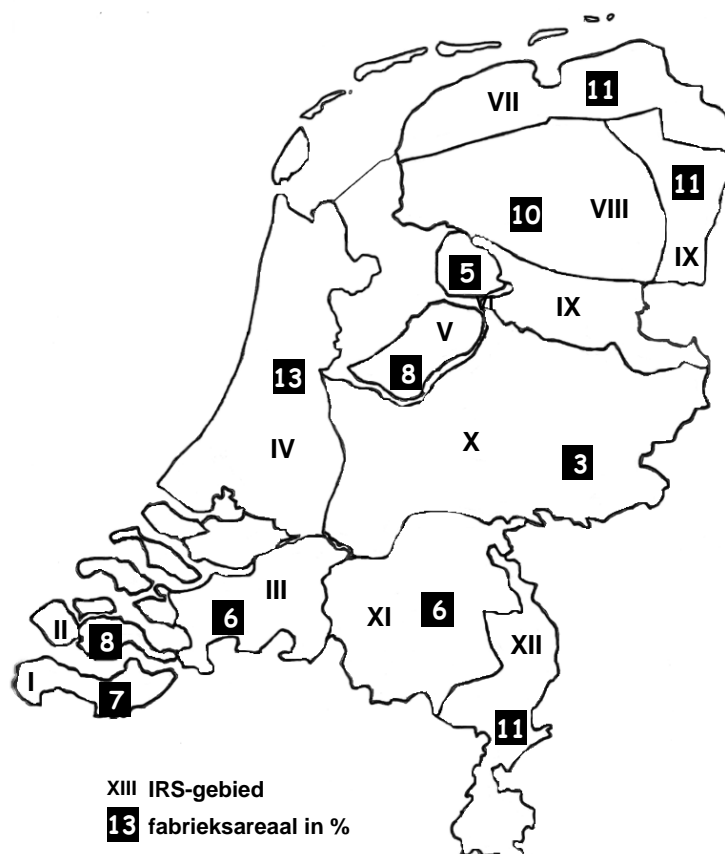 VII 11
11
10 VIII
IX
5
VI IX
V
8
13
IV
X
3
III
6
XI 6
II
8
XII
I
7
11
XIII IRS-gebied
13 fabrieksareaal in %